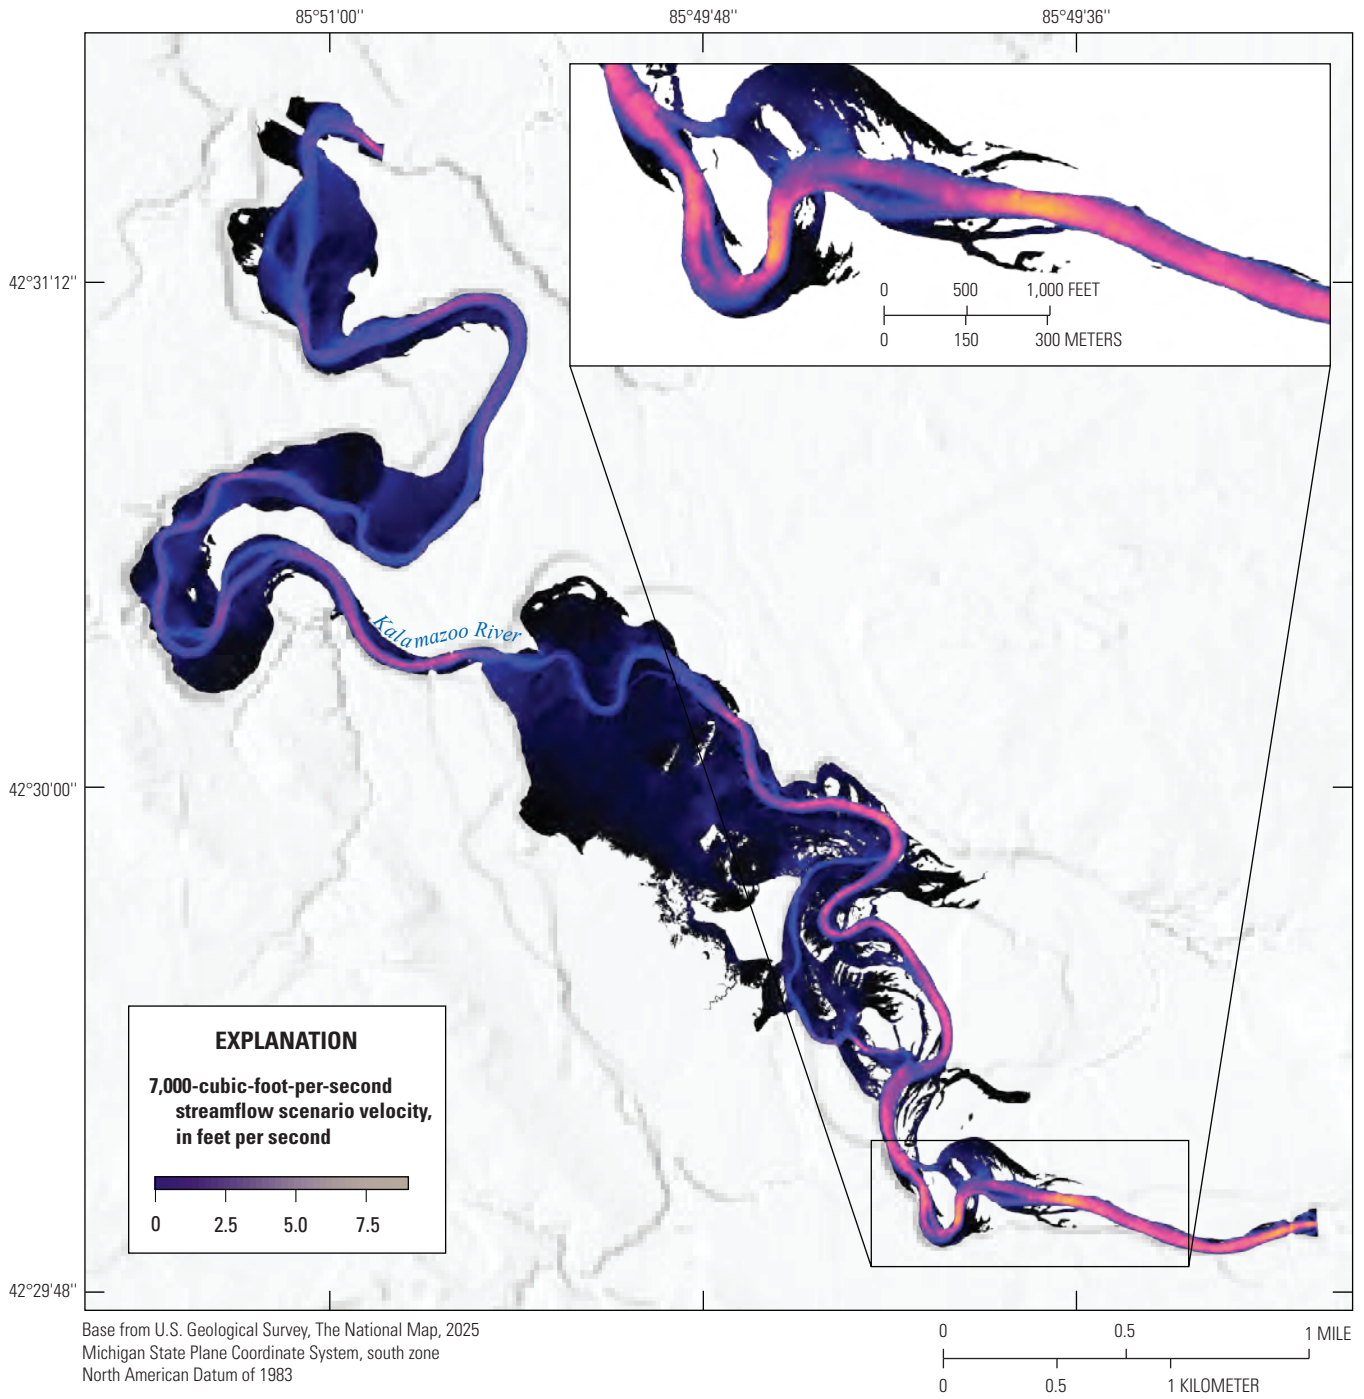 85°51'00''
85°49'48''
85°49'36''
42°31'12''
0
500
1,000 FEET
0
150
300 METERS
Kalamazoo River
42°30'00''
EXPLANATION
7,000-cubic-foot-per-second
streamflow scenario velocity,
in feet per second
0
2.5
5.0
7.5
42°29'48''
Base from U.S. Geological Survey, The National Map, 2025
Michigan State Plane Coordinate System, south zone
North American Datum of 1983
0
0.5
1 MILE
0
0.5
1 KILOMETER